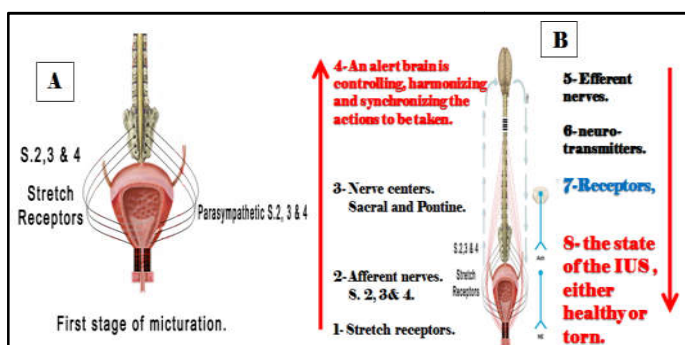 A
S.2,3 & 4
Stretch
Receptors
Parasympathetic S.2, 3 & 4
First stage of micturation.
B
4-An alert brain is
controlling, harmonizing
and synchronizing the
actions to be taken.
3- Nerve centers.
Sacral and Pontine.
2- Afferent nerves.
S. 2, 3& 4.
1- Stretch receptors.
S.2,3 & 4
Stretch
Receptors
Ach
NE
5- Efferent
nerves.
6- neuro-
transmitters.
7-Receptors,
8- the state
of the IUS ,
either
healthy or
torn.